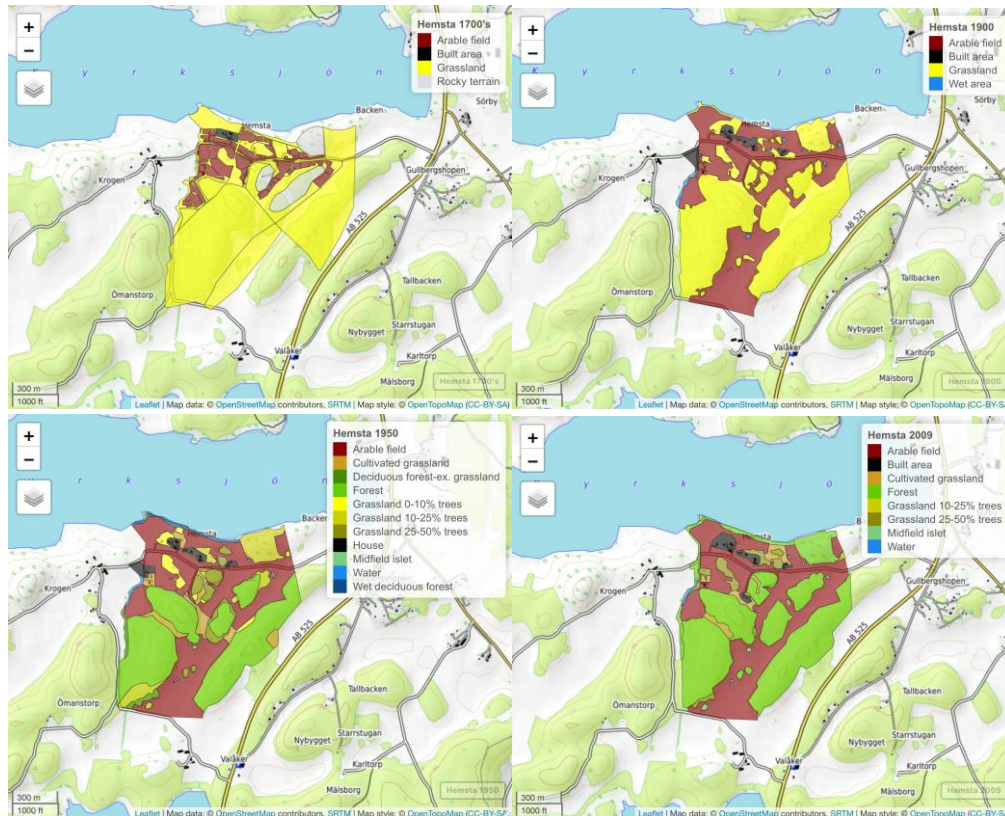 +
−
Hemsta 1700's
Arable field
Built area
Grassland
Rocky terrain
K y r k s j ö n
Sörby
Backen
Hemsta
Krogen
Gullbergshopen
AB 525
Tallbacken
Ömanstorp
Nybygget
Starrstugan
Valåker
Karltorp
Mälsborg
300 m
1000 ft
Hemsta 1700's
Leaflet | Map data: © OpenStreetMap contributors, SRTM | Map style: © OpenTopoMap (CC-BY-SA)
+
−
Hemsta 1900
Arable field
Built area
Grassland
Wet area
K y r k s j ö n
Sörby
Backen
Hemsta
Krogen
Gullbergshopen
AB 525
Tallbacken
Ömanstorp
Nybygget
Starrstugan
Valåker
Karltorp
Mälsborg
300 m
1000 ft
Hemsta 1900
Leaflet | Map data: © OpenStreetMap contributors, SRTM | Map style: © OpenTopoMap (CC-BY-SA)
+
−
Hemsta 1950
Arable field
Cultivated grassland
Deciduous forest-ex. grassland
Forest
Grassland 0-10% trees
Grassland 10-25% trees
Grassland 25-50% trees
House
Midfield islet
Water
Wet deciduous forest
r k s j ö
Backen
Hemsta
Krogen
AB 525
Tallbacken
Ömanstorp
Nybygget
Starrstugan
Valåker
Karltorp
Mälsborg
300 m
1000 ft
Hemsta 1950
Leaflet | Map data: © OpenStreetMap contributors, SRTM | Map style: © OpenTopoMap (CC-BY-SA)
+
−
Hemsta 2009
Arable field
Built area
Cultivated grassland
Forest
Grassland 10-25% trees
Grassland 25-50% trees
Midfield islet
Water
r k s j ö
Backen
Hemsta
Krogen
Gullbergshopen
AB 525
Tallbacken
Ömanstorp
Nybygget
Starrstugan
Valåker
Karltorp
Mälsborg
300 m
1000 ft
Hemsta 2009
Leaflet | Map data: © OpenStreetMap contributors, SRTM | Map style: © OpenTopoMap (CC-BY-SA)